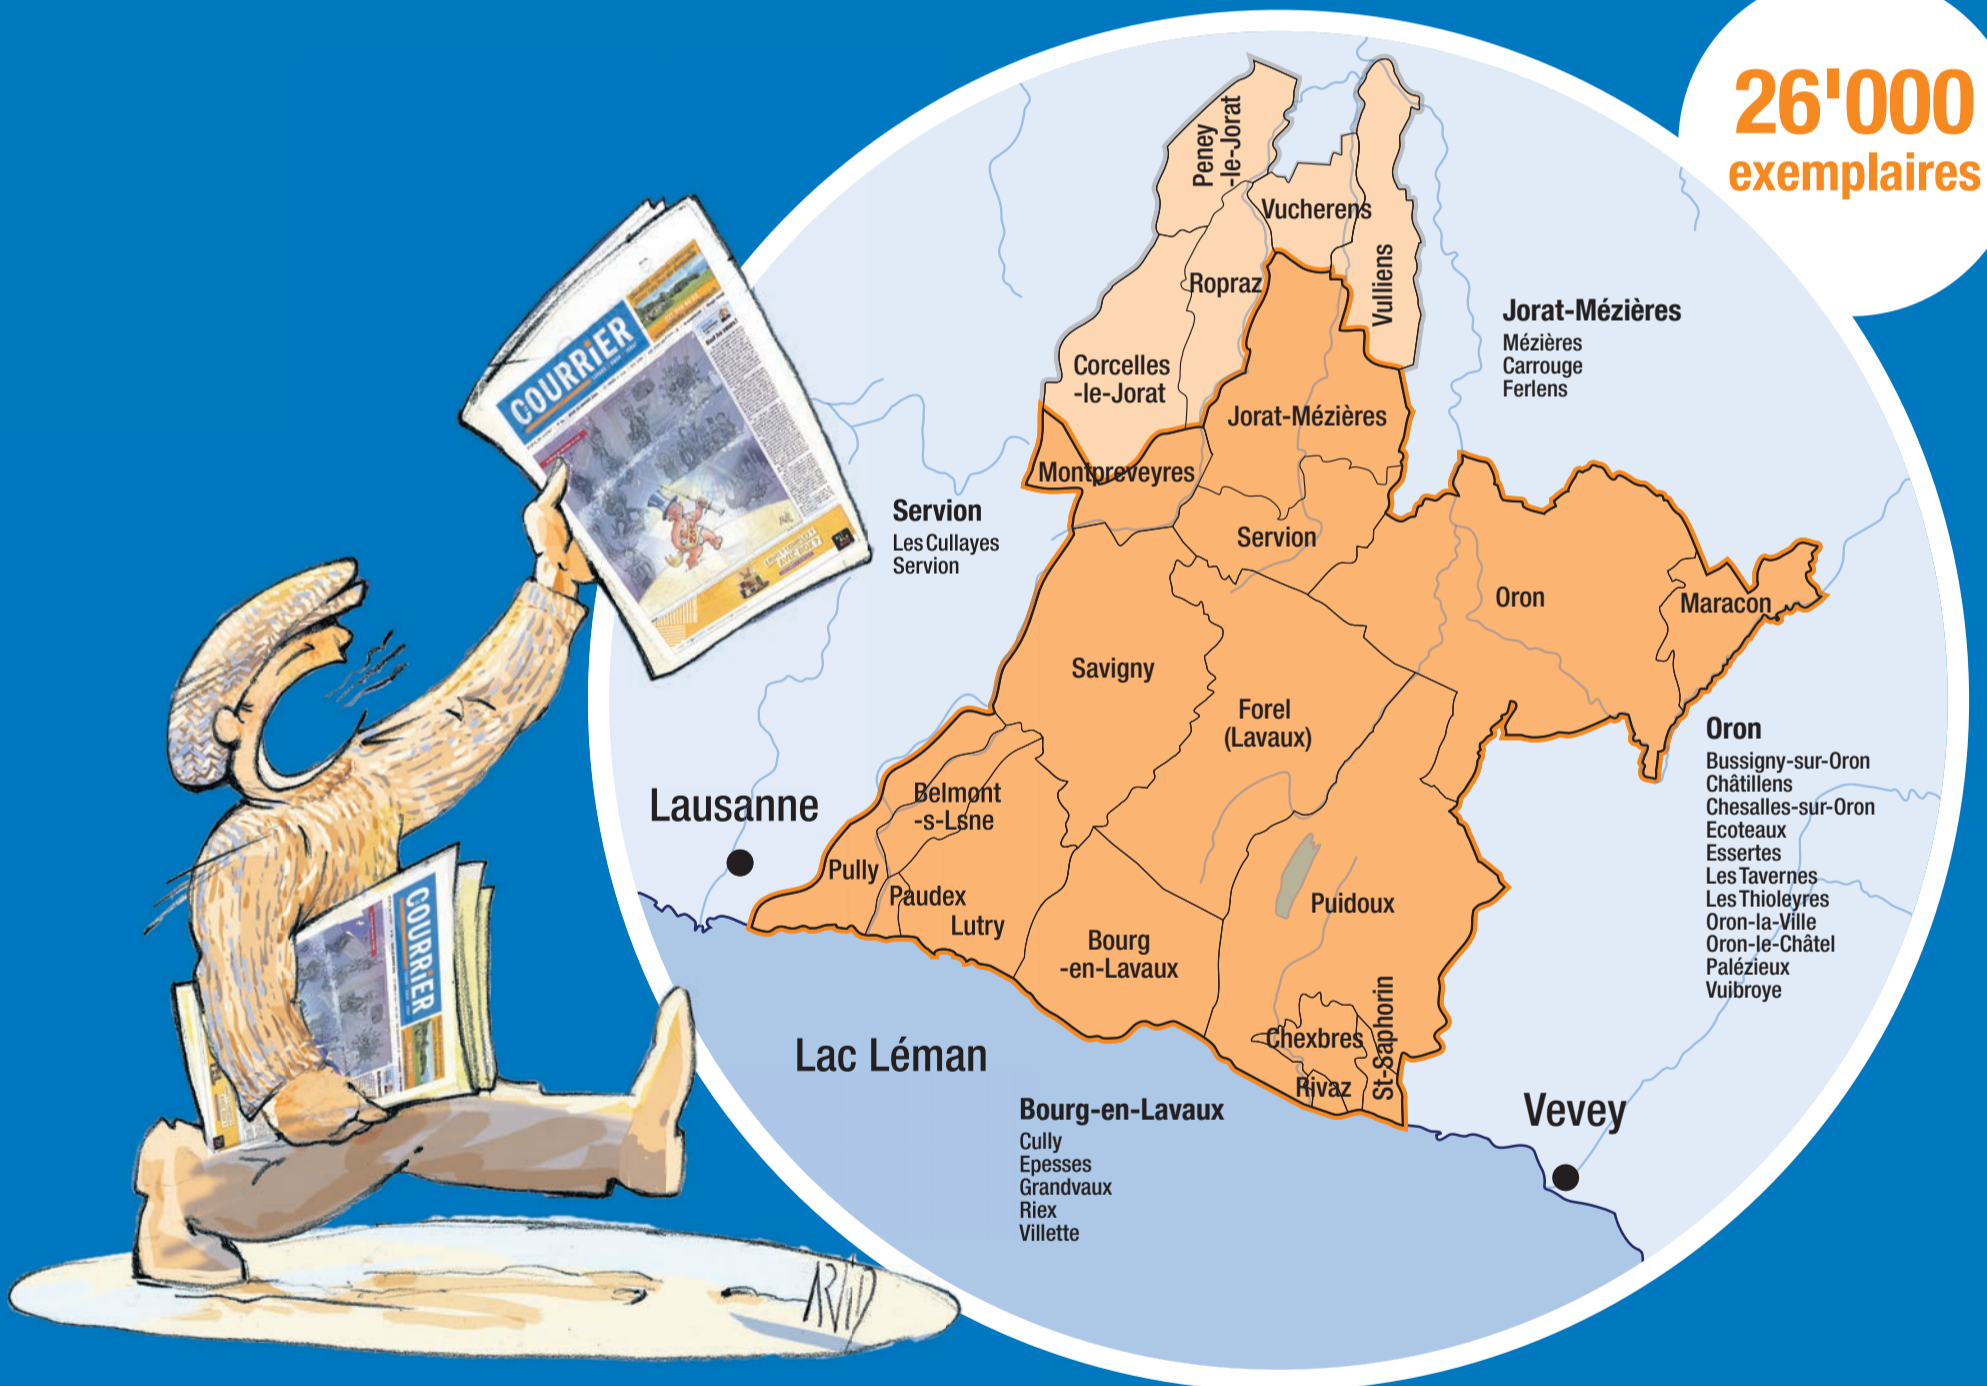 26'000
exemplaires
Peney
-le-Jorat
Vucherens
Vulliens
Ropraz
Corcelles
-le-Jorat
Jorat-Mézières
Mézières
Carrouge
Ferlens
COURRiER
Jorat-Mézières
Montpreveyres
Servion
Les Cullayes
Servion
Servion
Oron
Maracon
Savigny
Forel
(Lavaux)
Oron
Bussigny-sur-Oron
Châtillens
Chesalles-sur-Oron
Ecoteaux
Essertes
Les Tavernes
Les Thioleyres
Oron-la-Ville
Oron-le-Châtel
Palézieux
Vuibroye
Lausanne
Belmont
-s-Lsne
Pully
Paudex
Lutry
Bourg
-en-Lavaux
Puidoux
COURRiER
Chexbres
St-Saphorin
Rivaz
Lac Léman
Bourg-en-Lavaux
Cully
Epesses
Grandvaux
Riex
Villette
Vevey